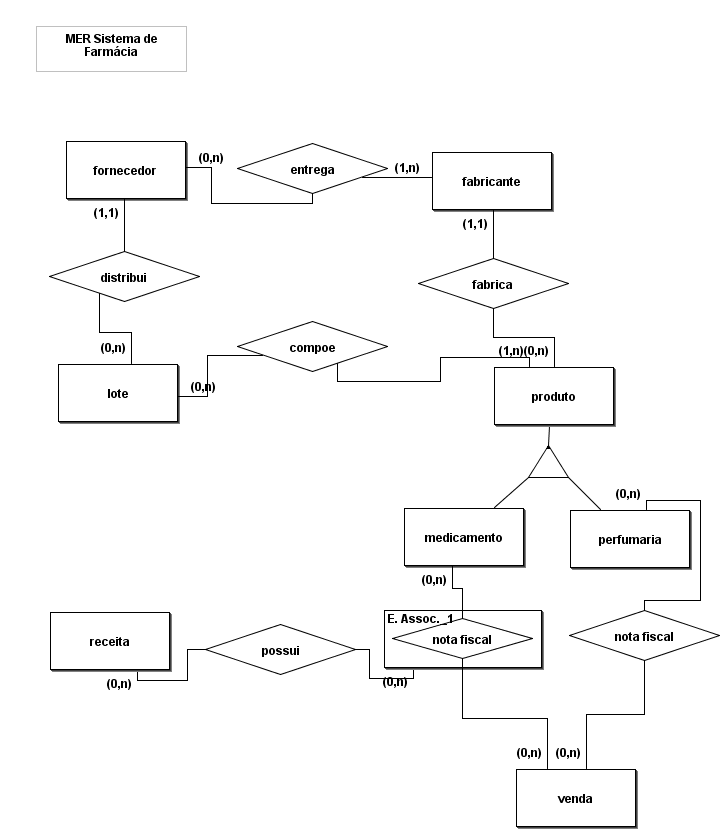 MER Sistema de
Farmácia
fornecedor
(0,n)
entrega
(1,n)
fabricante
(1,1)
(1,1)
distribui
fabrica
(0,n)
compoe
(1,n)(0,n)
lote
(0,n)
produto
medicamento
(0,n)
perfumaria
(0,n)
receita
(0,n)
possui
(0,n)
E. Assoc. _1
nota fiscal
nota fiscal
(0,n)
(0,n)
venda